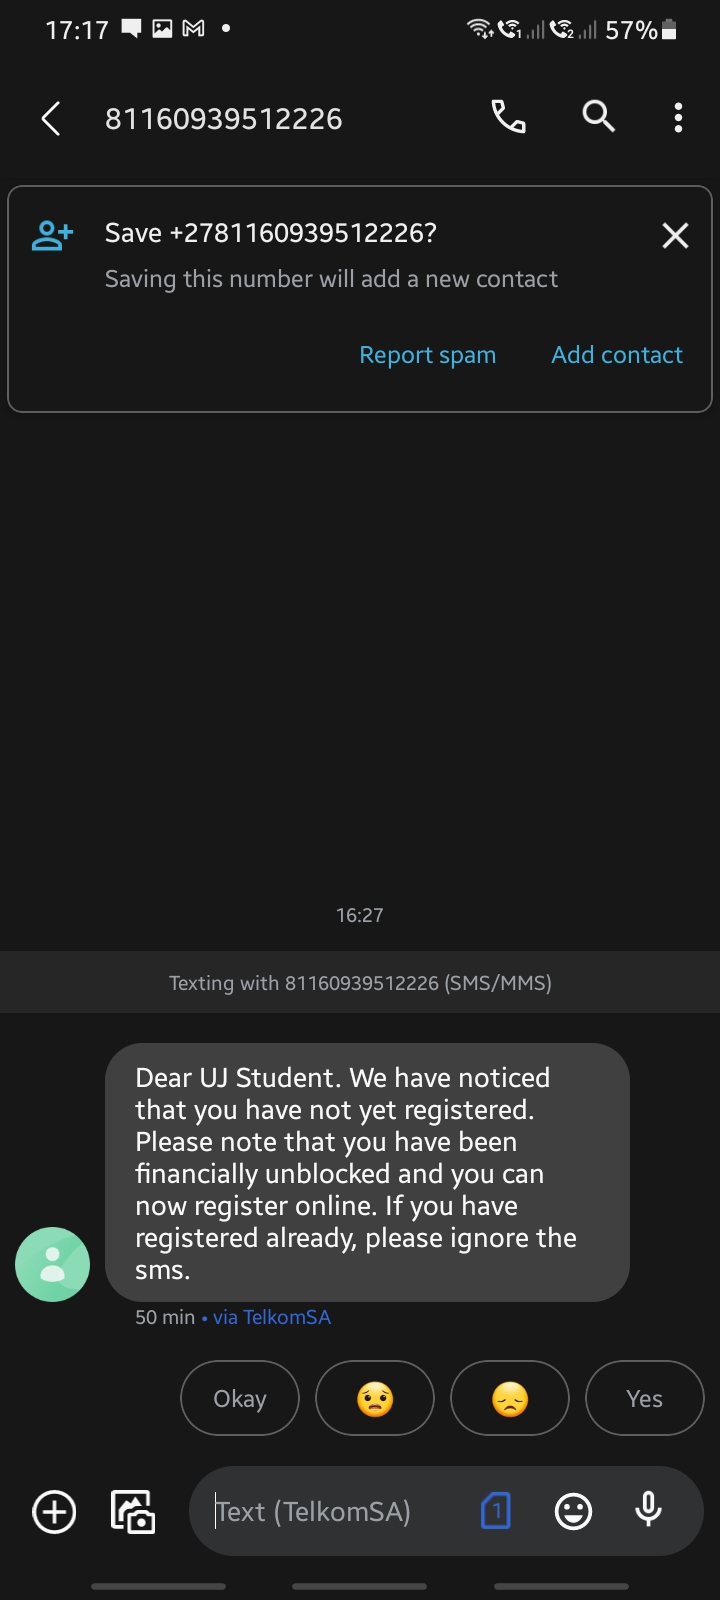 17:17
57%
81160939512226
Save +2781160939512226?
Saving this number will add a new contact
Report spam Add contact
16:27
Texting with 81160939512226 (SMS/MMS)
Dear UJ Student. We have noticed
that you have not yet registered.
Please note that you have been
financially unblocked and you can
now register online. If you have
registered already, please ignore the
sms.
50 min • via TelkomSA
Okay Yes
Text (TelkomSA) 1